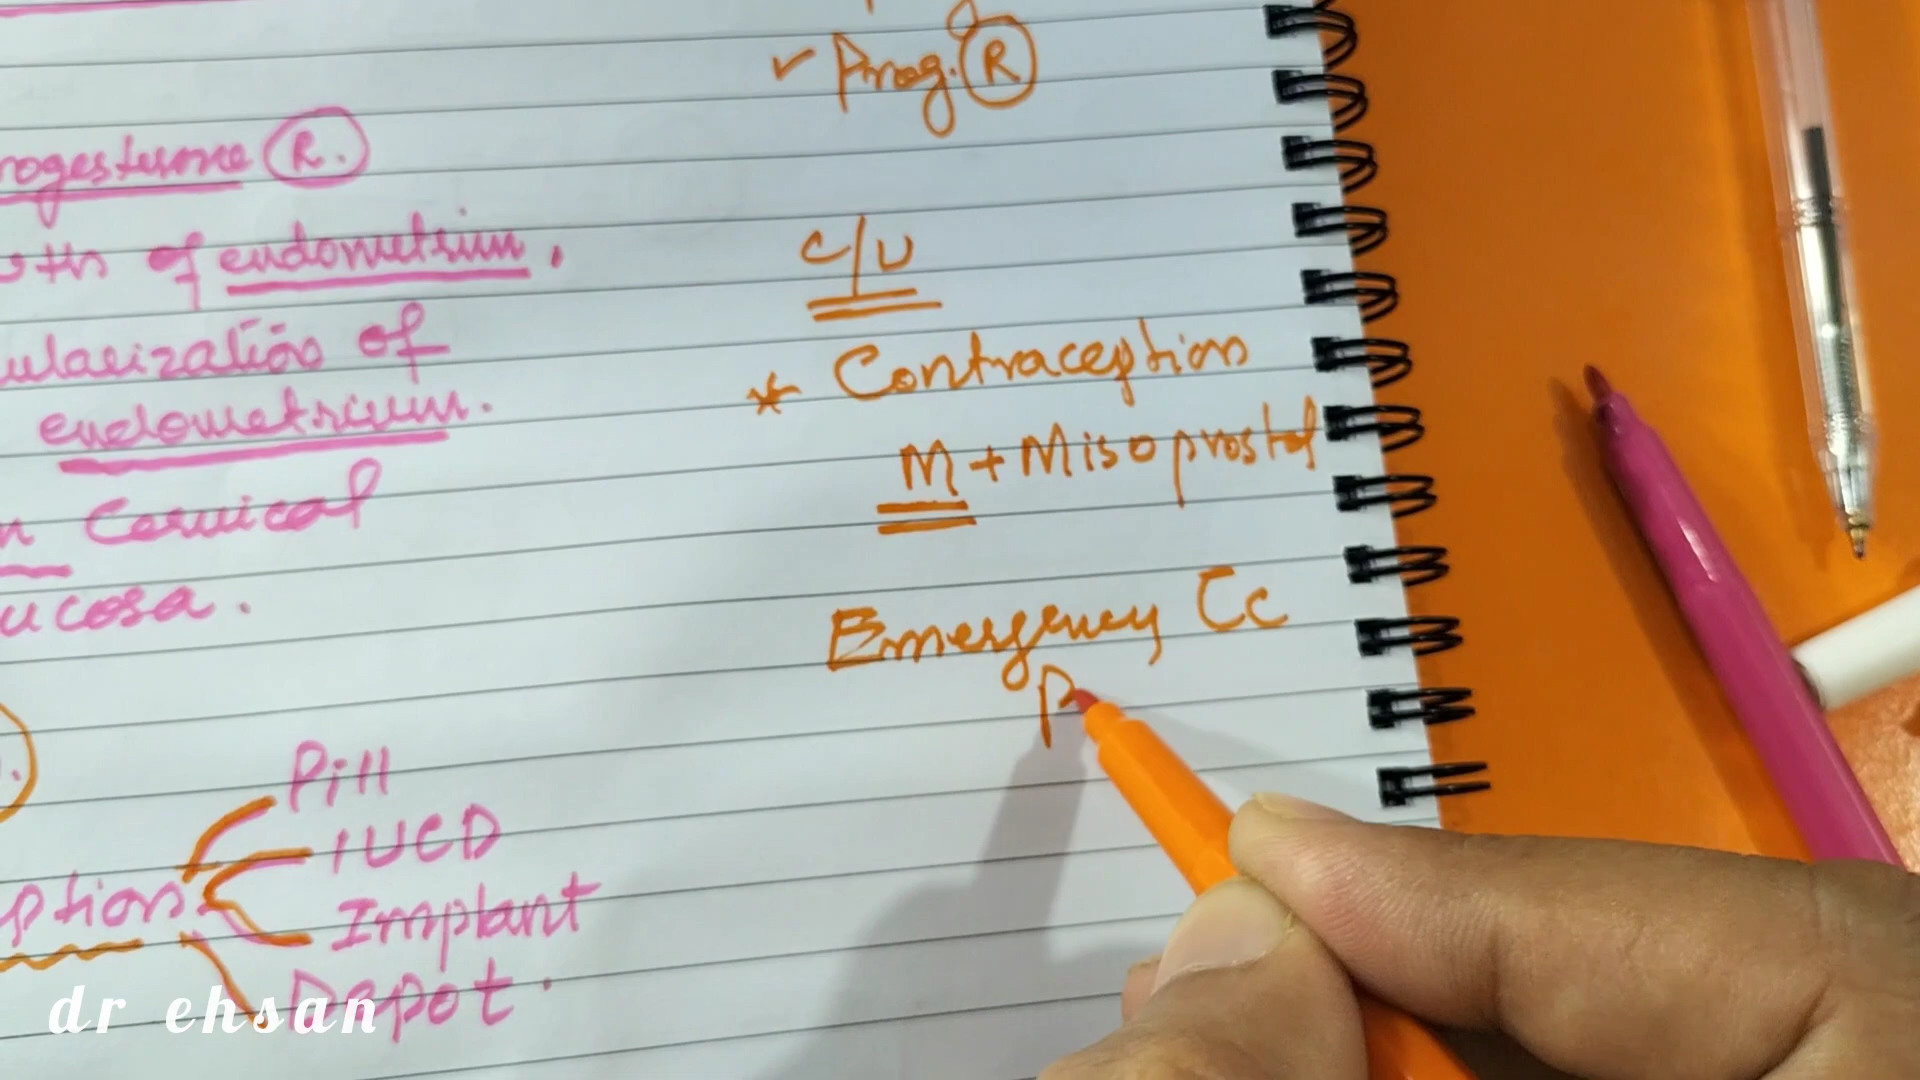 ✓ Prog. R
rogesterone R.
wth of endometrium.
ularization of
endometrium.
n Cervical
ucosa.
C/U
* Contraception
M + Misoprostol
Emergency Cc
P
ption
Pill
IUCD
Implant
Depot.
dr ehsan